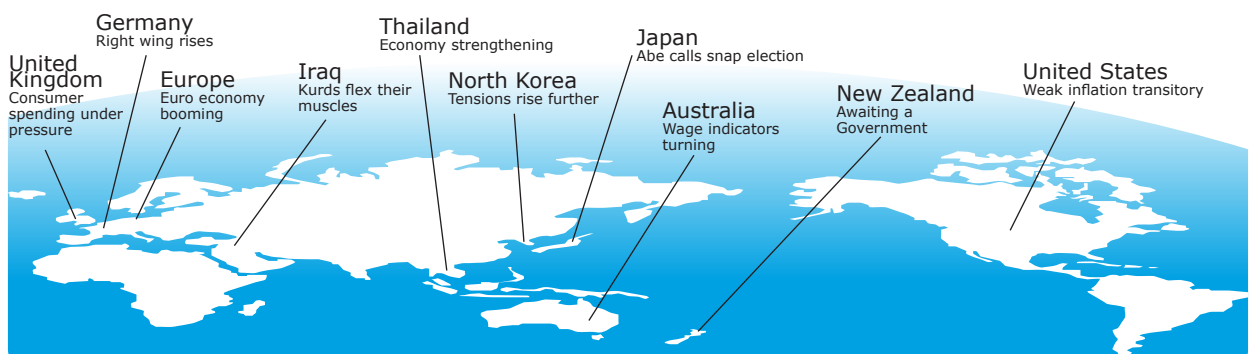 Germany
Right wing rises
United
Kingdom
Consumer
spending under
pressure
Europe
Euro economy
booming
Iraq
Kurds flex their
muscles
Thailand
Economy strengthening
North Korea
Tensions rise further
Japan
Abe calls snap election
Australia
Wage indicators
turning
New Zealand
Awaiting a
Government
United States
Weak inflation transitory